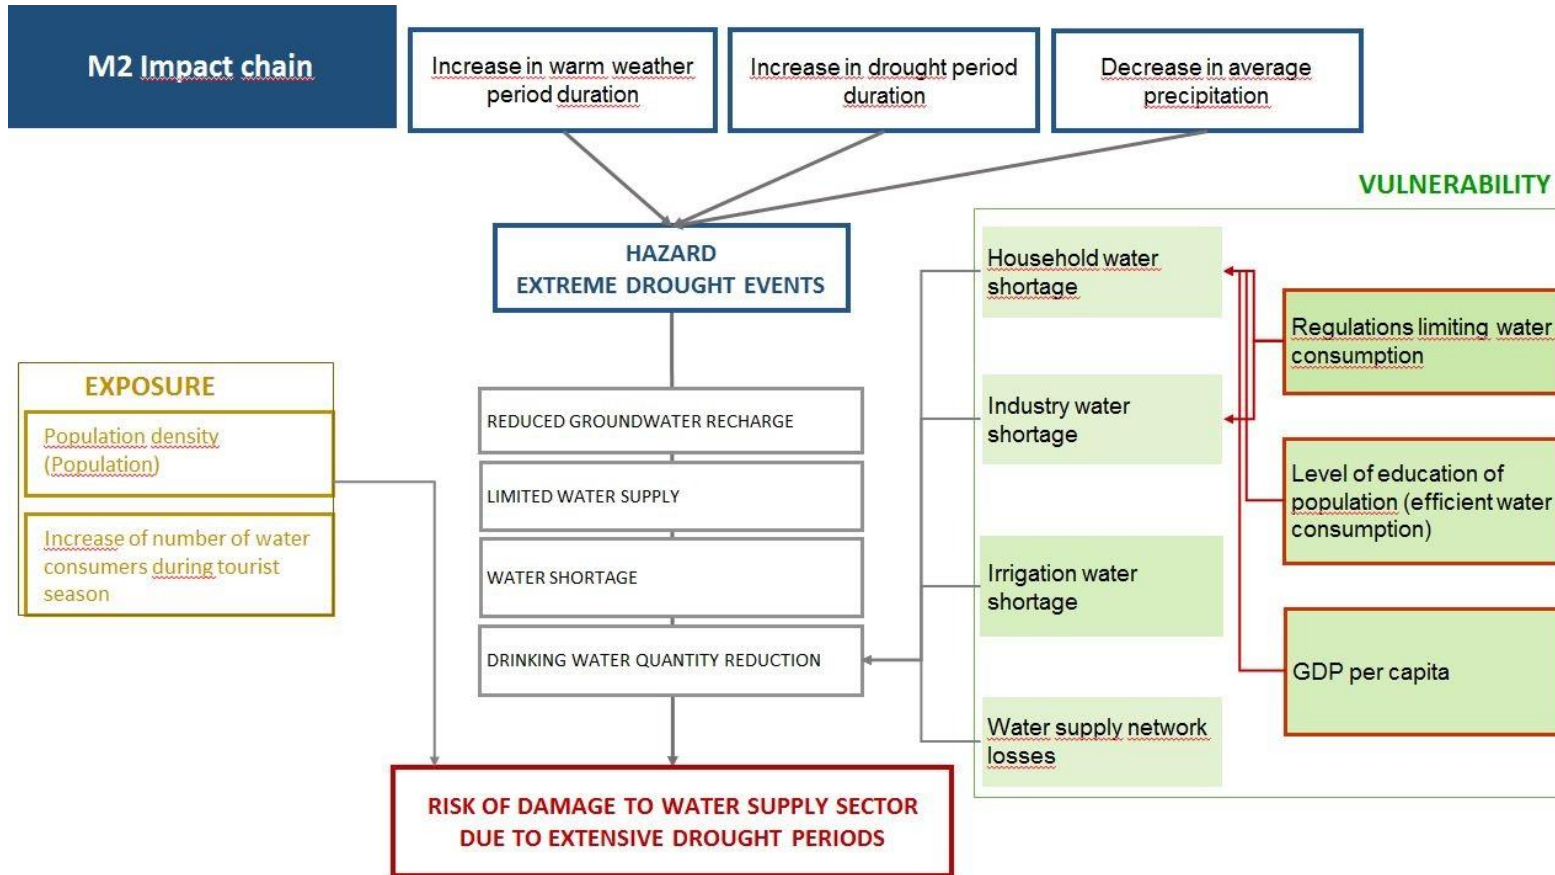 M2 Impact chain
Increase in warm weather
period duration
Increase in drought period
duration
Decrease in average
precipitation
VULNERABILITY
HAZARD
EXTREME DROUGHT EVENTS
Household water
shortage
Regulations limiting water
consumption
EXPOSURE
Population density
(Population)
Increase of number of water
consumers during tourist
season
REDUCED GROUNDWATER RECHARGE
LIMITED WATER SUPPLY
WATER SHORTAGE
DRINKING WATER QUANTITY REDUCTION
Industry water
shortage
Level of education of
population (efficient water
consumption)
Irrigation water
shortage
GDP per capita
Water supply network
losses
RISK OF DAMAGE TO WATER SUPPLY SECTOR
DUE TO EXTENSIVE DROUGHT PERIODS